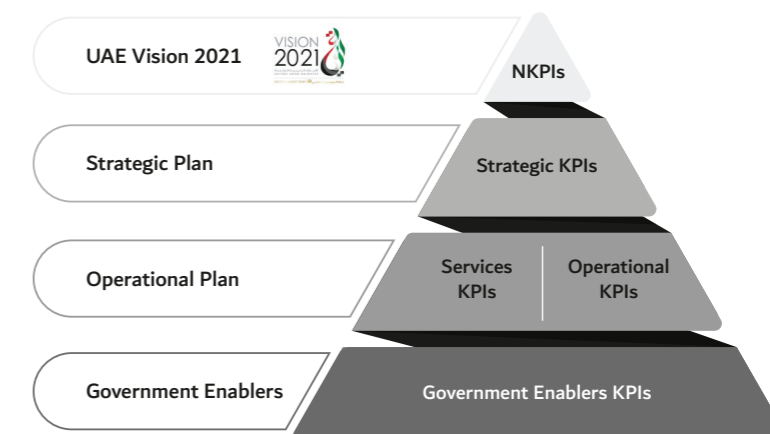 UAE Vision 2021
VISION
2021
NKPIs
Strategic Plan
Strategic KPIs
Operational Plan
Services
KPIs
Operational
KPIs
Government Enablers
Government Enablers KPIs